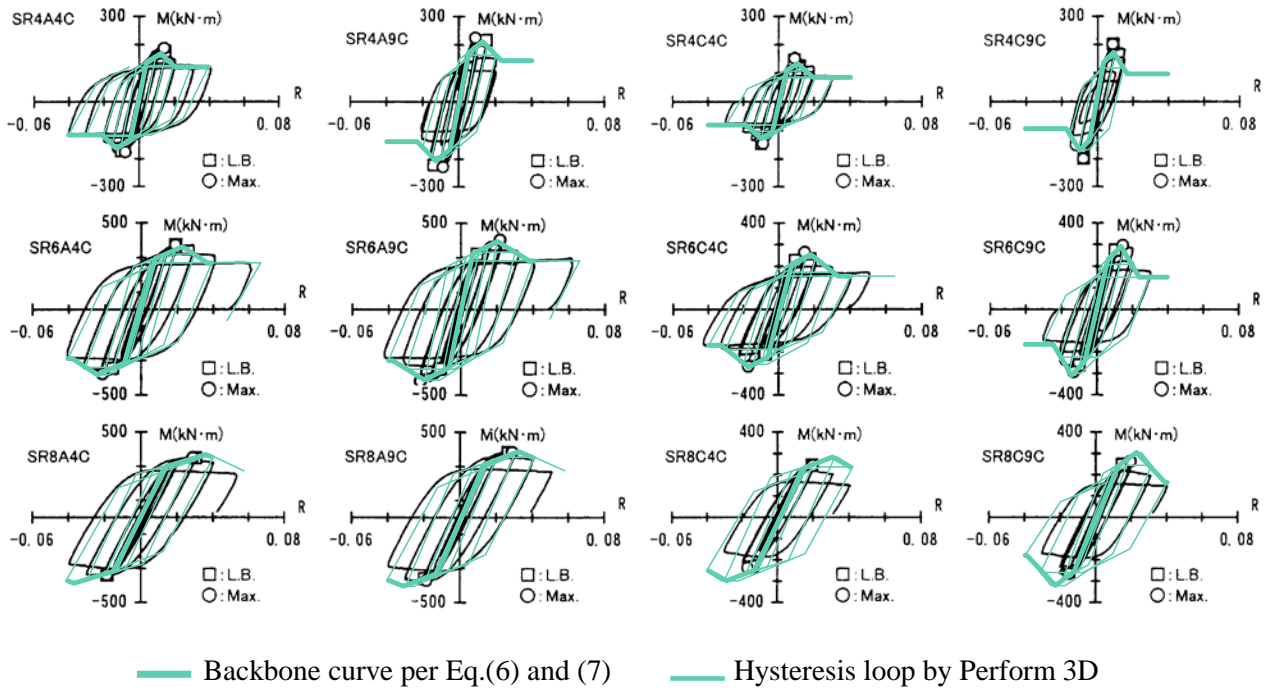 SR4A4C
300
M(kN·m)
R
-0.06
0.08
-300
□: L.B.
○: Max.
SR4A9C
300
M(kN·m)
R
-0.06
0.08
-300
□: L.B.
○: Max.
SR4C4C
300
M(kN·m)
R
-0.06
0.08
-300
□: L.B.
○: Max.
SR4C9C
300
M(kN·m)
R
-0.06
0.08
-300
□: L.B.
○: Max.
SR6A4C
500
M(kN·m)
R
-0.06
0.08
-500
□: L.B.
○: Max.
SR6A9C
500
M(kN·m)
R
-0.06
0.08
-500
□: L.B.
○: Max.
SR6C4C
400
M(kN·m)
R
-0.06
0.08
-400
□: L.B.
○: Max.
SR6C9C
400
M(kN·m)
R
-0.06
0.08
-400
□: L.B.
○: Max.
SR8A4C
500
M(kN·m)
R
-0.06
0.08
-500
□: L.B.
○: Max.
SR8A9C
500
M(kN·m)
R
-0.06
0.08
-500
□: L.B.
○: Max.
SR8C4C
400
M(kN·m)
R
-0.06
0.08
-400
□: L.B.
○: Max.
SR8C9C
400
M(kN·m)
R
-0.06
0.08
-400
□: L.B.
○: Max.
Backbone curve per Eq.(6) and (7)
Hysteresis loop by Perform 3D